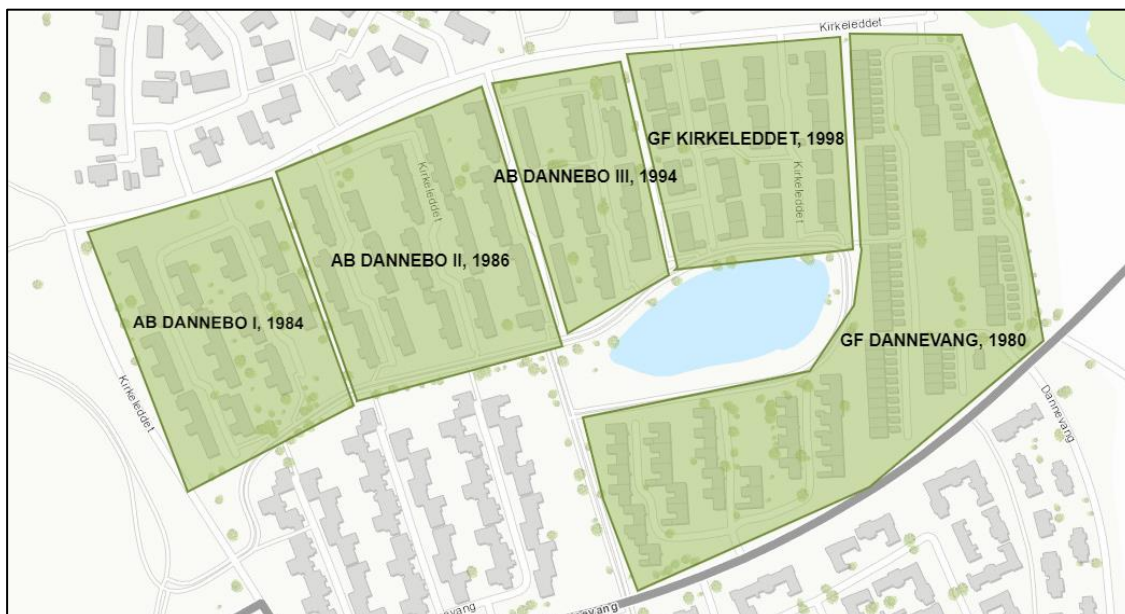 Kirkeleddet
GF KIRKELEDDET, 1998
AB DANNEBO III, 1994
Kirkeleddet
Kirkeleddet
AB DANNEBO II, 1986
AB DANNEBO I, 1984
GF DANNEVANG, 1980
Kirkeleddet
Dannevang